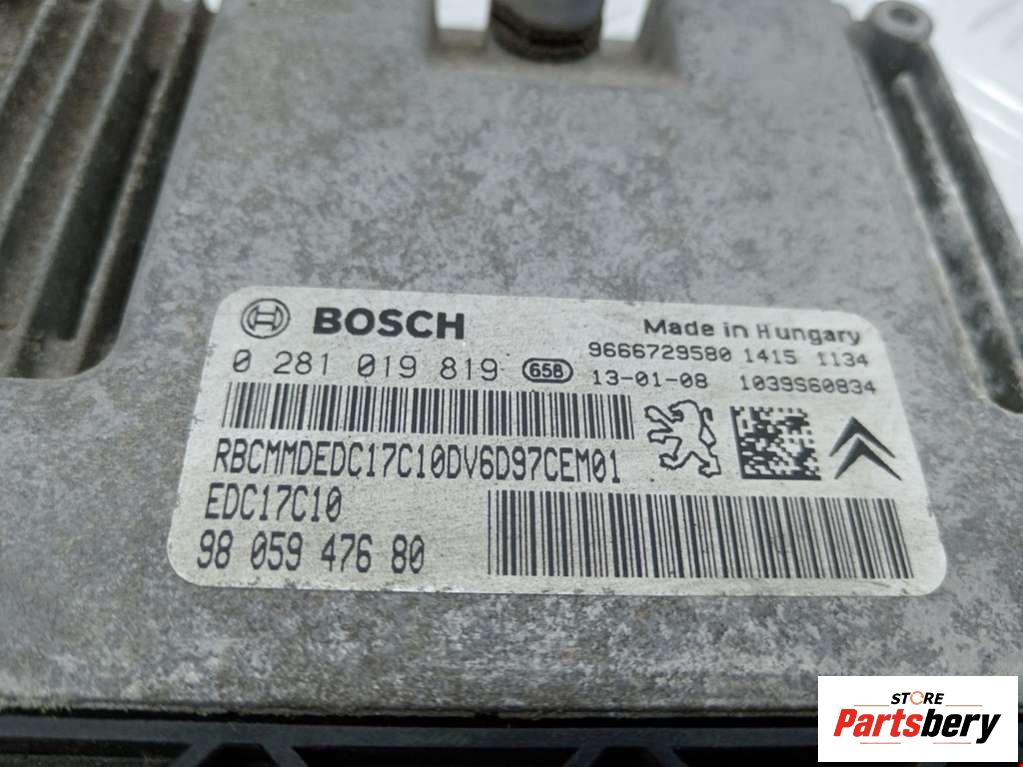 BOSCH
Made in Hungary
0 281 019 819
658
9666729580 1415 1134
13-01-08 1039S60834
RBCMMDEDC17C10DV6D97CEM01
EDC17C10
98 059 476 80
STORE
Partsbery